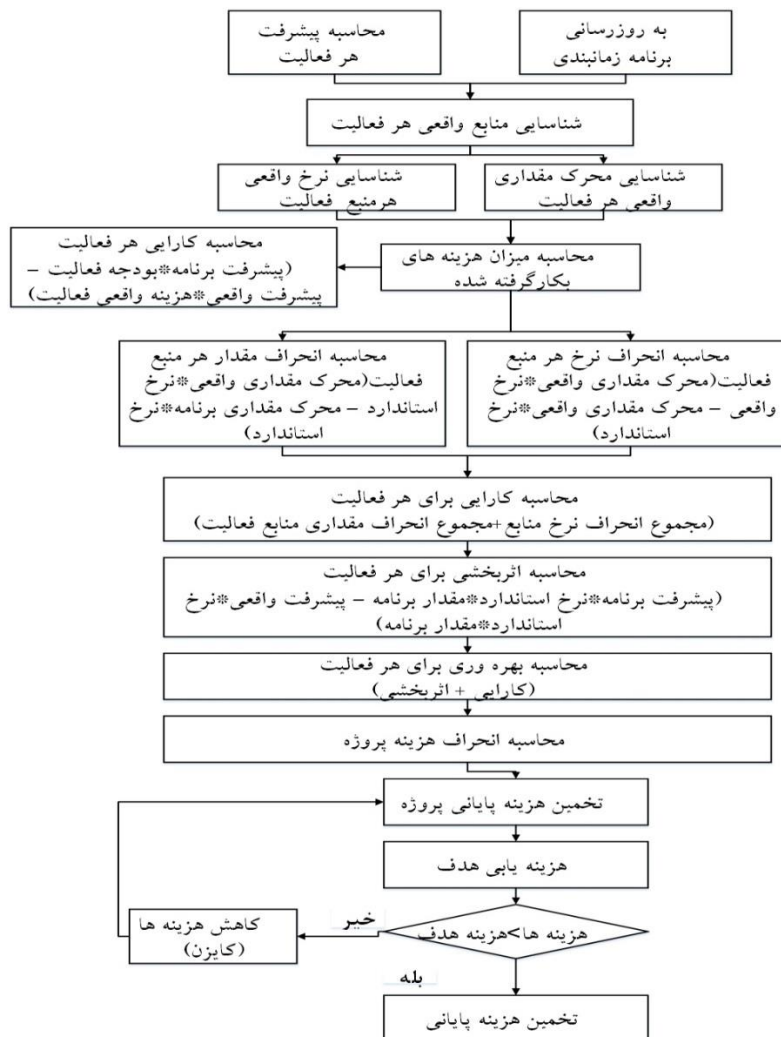 به روزرسانی
برنامه زمانبندی
محاسبه پیشرفت
هر فعالیت
شناسایی منابع واقعی هر فعالیت
شناسایی محرک مقداری
واقعی هر فعالیت
شناسایی نرخ واقعی
هرمنبع فعالیت
محاسبه میزان هزینه های
بکارگرفته شده
محاسبه کارایی هر فعالیت
(پیشرفت برنامه*بودجه فعالیت -
پیشرفت واقعی*هزینه واقعی فعالیت)
محاسبه انحراف نرخ هر منبع
فعالیت(محرک مقداری واقعی*نرخ
واقعی - محرک مقداری واقعی*نرخ
استاندارد)
محاسبه انحراف مقدار هر منبع
فعالیت(محرک مقداری واقعی*نرخ
استاندارد - محرک مقداری برنامه*نرخ
استاندارد)
محاسبه کارایی برای هر فعالیت
(مجموع انحراف نرخ منابع+مجموع انحراف مقداری منابع فعالیت)
محاسبه اثربخشی برای هر فعالیت
(پیشرفت برنامه*نرخ استاندارد*مقدار برنامه - پیشرفت واقعی*نرخ
استاندارد*مقدار برنامه)
محاسبه بهره وری برای هر فعالیت
(کارایی + اثربخشی)
محاسبه انحراف هزینه پروژه
تخمین هزینه پایانی پروژه
هزینه یابی هدف
هزینه ها<هزینه هدف
خیر
کاهش هزینه ها
(کایزن)
بله
تخمین هزینه پایانی